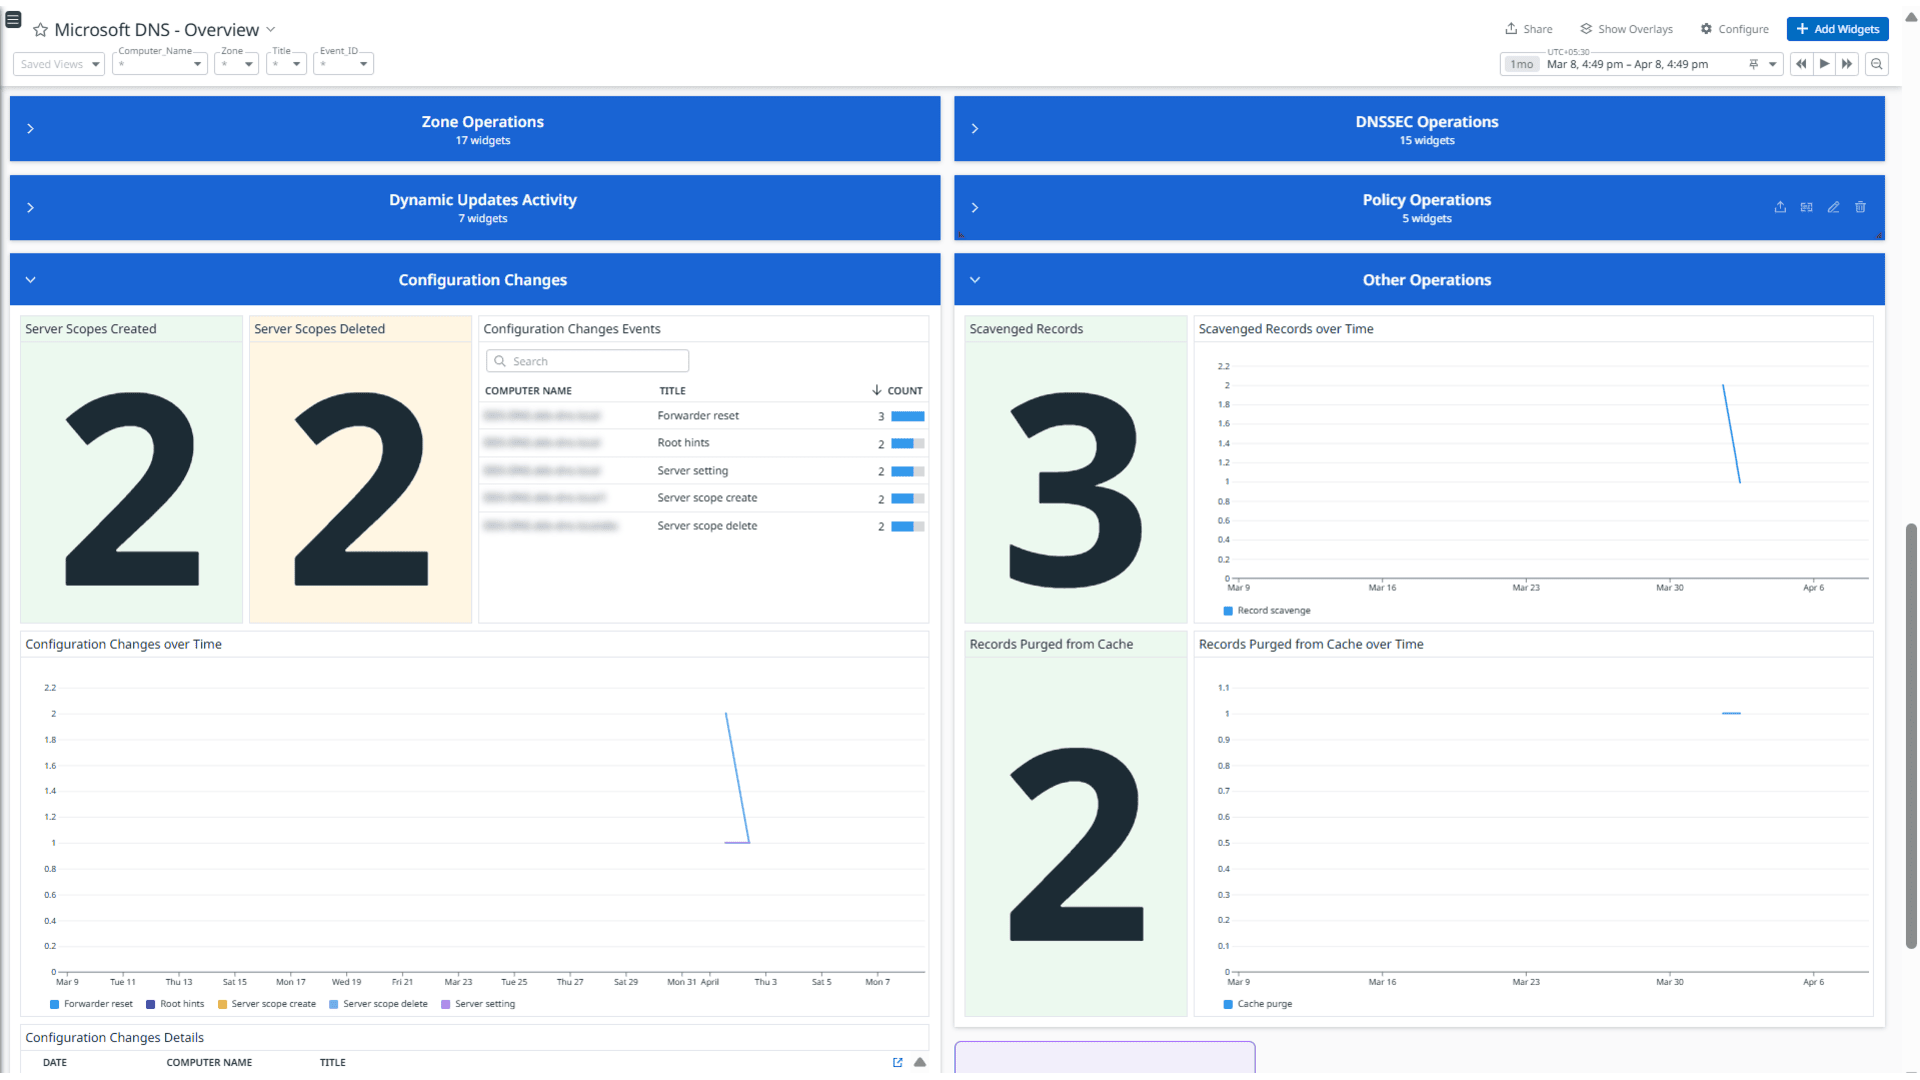 Microsoft DNS - Overview
Share
Show Overlays
Configure
Add Widgets
Saved Views
Computer_Name
*
Zone
*
Title
*
Event_ID
*
UTC+05:30
1mo
Mar 8, 4:49 pm – Apr 8, 4:49 pm
Zone Operations
17 widgets
DNSSEC Operations
15 widgets
Dynamic Updates Activity
7 widgets
Policy Operations
5 widgets
Configuration Changes
Server Scopes Created
2
Server Scopes Deleted
2
Configuration Changes Events
Search
COMPUTER NAME TITLE COUNT
Forwarder reset 3
Root hints 2
Server setting 2
Server scope create 2
Server scope delete 2
Configuration Changes over Time
2.2
2
1.8
1.6
1.4
1.2
1
0.8
0.6
0.4
0.2
0
Mar 9 Tue 11 Thu 13 Sat 15 Mon 17 Wed 19 Fri 21 Mar 23 Tue 25 Thu 27 Sat 29 Mon 31 April Thu 3 Sat 5 Mon 7
Forwarder reset Root hints Server scope create Server scope delete Server setting
Configuration Changes Details
DATE COMPUTER NAME TITLE
Other Operations
Scavenged Records
3
Scavenged Records over Time
2.2
2
1.8
1.6
1.4
1.2
1
0.8
0.6
0.4
0.2
0
Mar 9 Mar 16 Mar 23 Mar 30 Apr 6
Record scavenge
Records Purged from Cache
2
Records Purged from Cache over Time
1.1
1
0.9
0.8
0.7
0.6
0.5
0.4
0.3
0.2
0.1
0
Mar 9 Mar 16 Mar 23 Mar 30 Apr 6
Cache purge